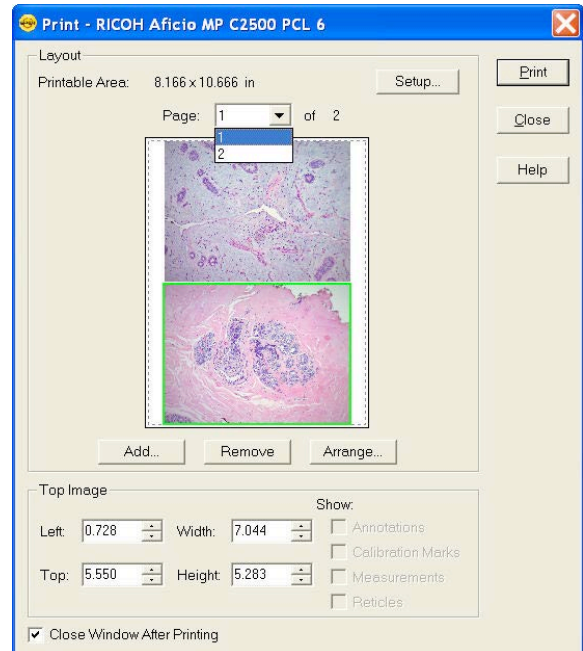 Print - RICOH Aficio MP C2500 PCL 6
Layout
Printable Area: 8.166 x 10.666 in
Setup...
Print
Page: 1 of 2
1
2
Close
Help
Add...
Remove
Arrange...
Top Image
Show:
Left: 0.728 Width: 7.044
Annotations
Calibration Marks
Top: 5.550 Height: 5.283
Measurements
Reticles
Close Window After Printing